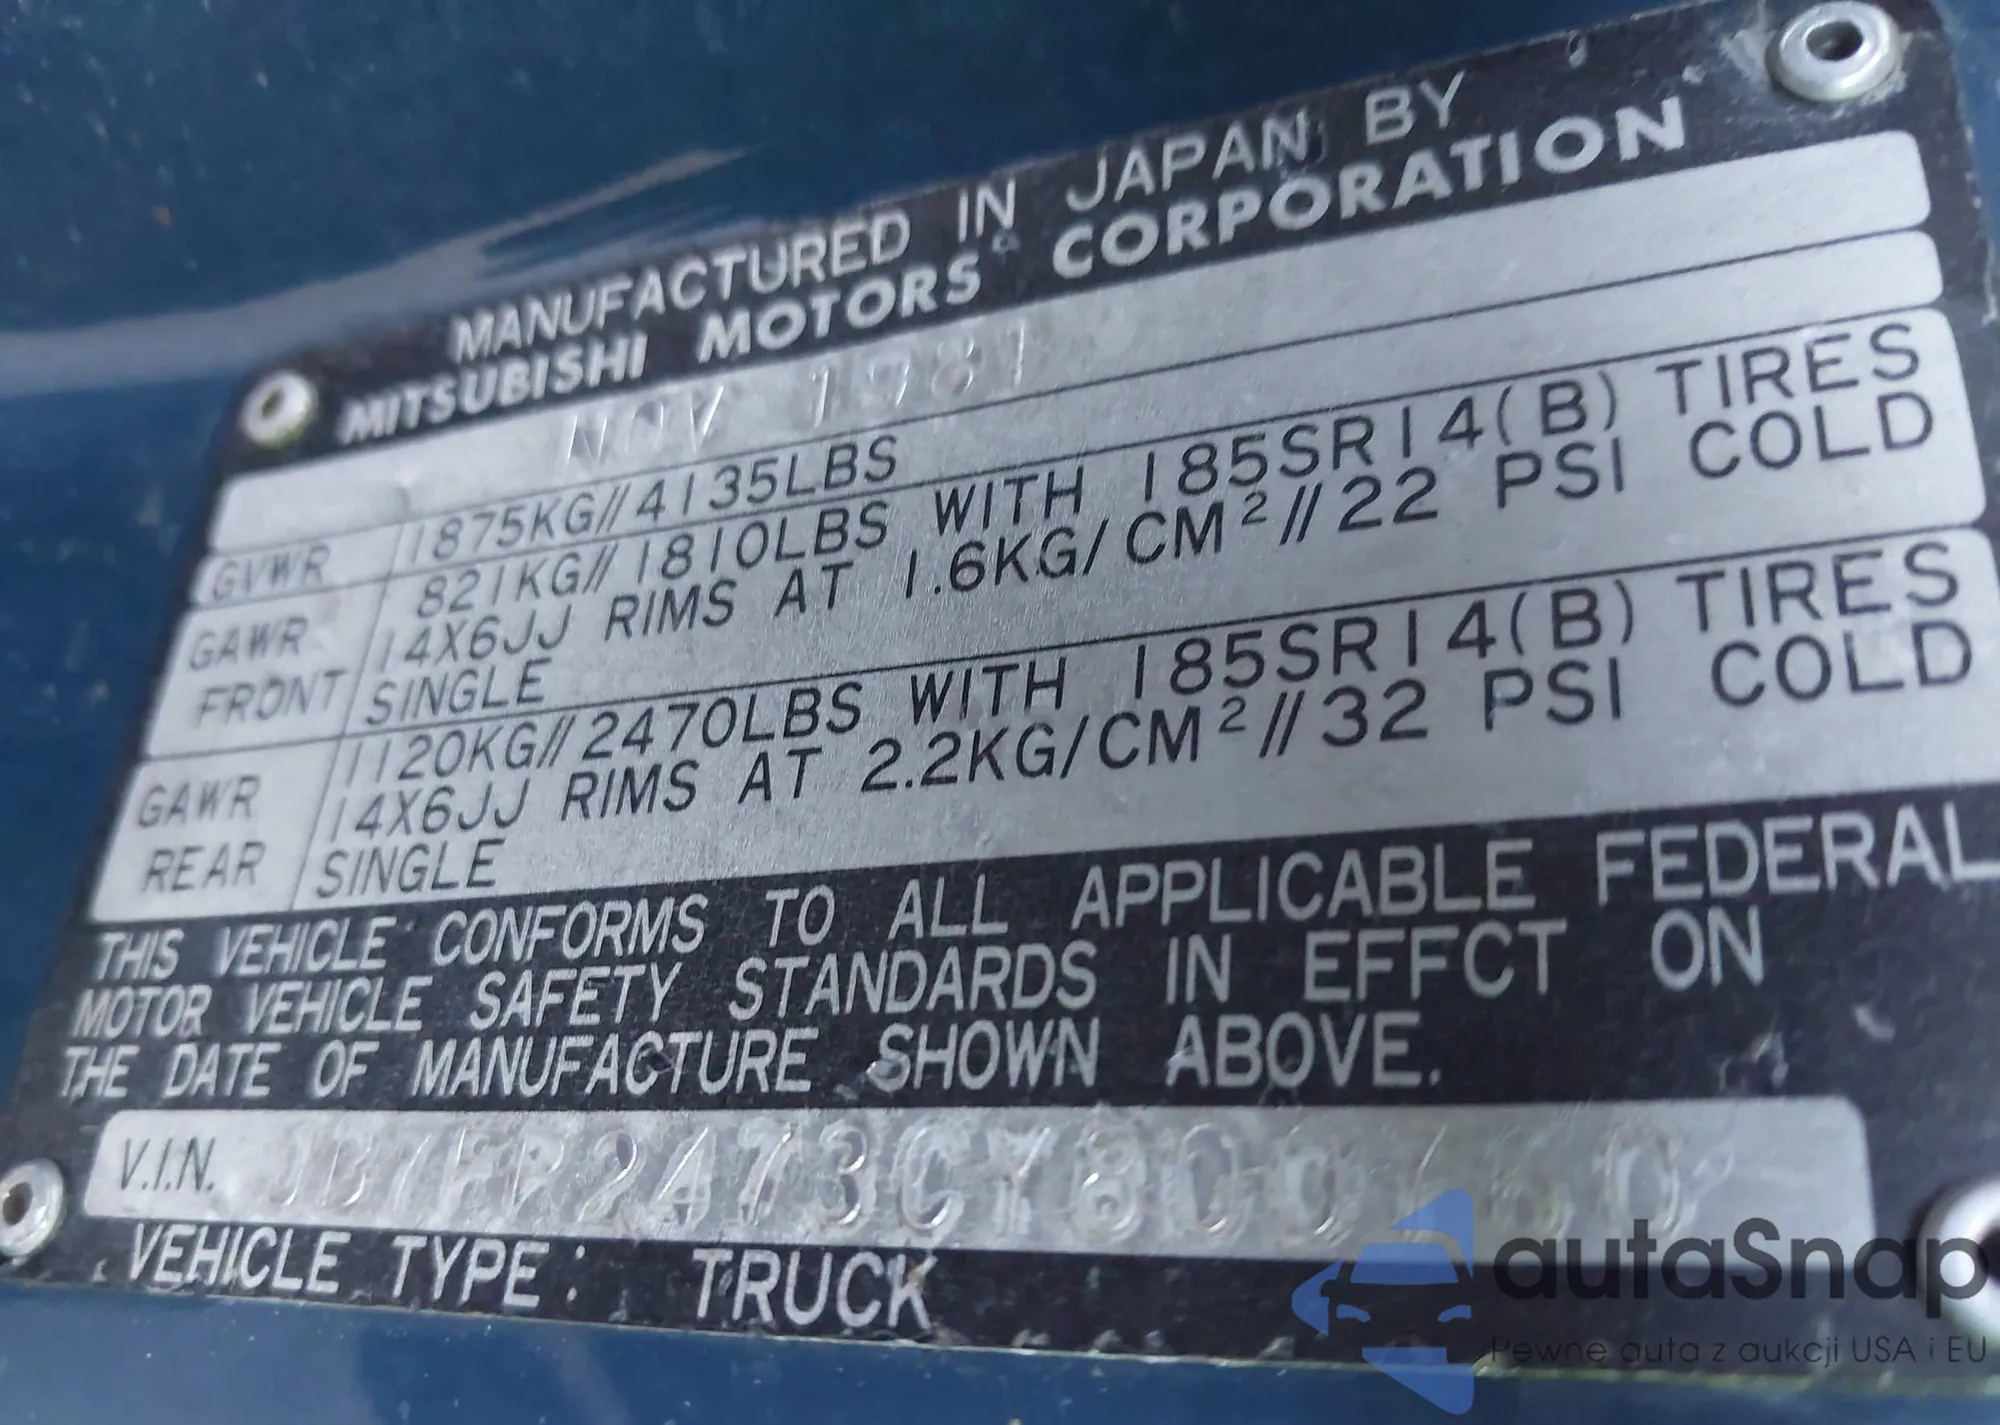 MANUFACTURED IN JAPAN BY
MITSUBISHI MOTORS CORPORATION
NOV 1981
GVWR 1875KG//4135LBS
GAWR FRONT 821KG//1810LBS WITH 185SR14(B) TIRES
14X6JJ RIMS AT 1.6KG/CM²//22 PSI COLD
SINGLE
GAWR REAR 1120KG//2470LBS WITH 185SR14(B) TIRES
14X6JJ RIMS AT 2.2KG/CM²//32 PSI COLD
SINGLE
THIS VEHICLE CONFORMS TO ALL APPLICABLE FEDERAL
MOTOR VEHICLE SAFETY STANDARDS IN EFFCT ON
THE DATE OF MANUFACTURE SHOWN ABOVE.
V.I.N.
VEHICLE TYPE: TRUCK
autaSnap
Pewne auta z aukcji USA i EU